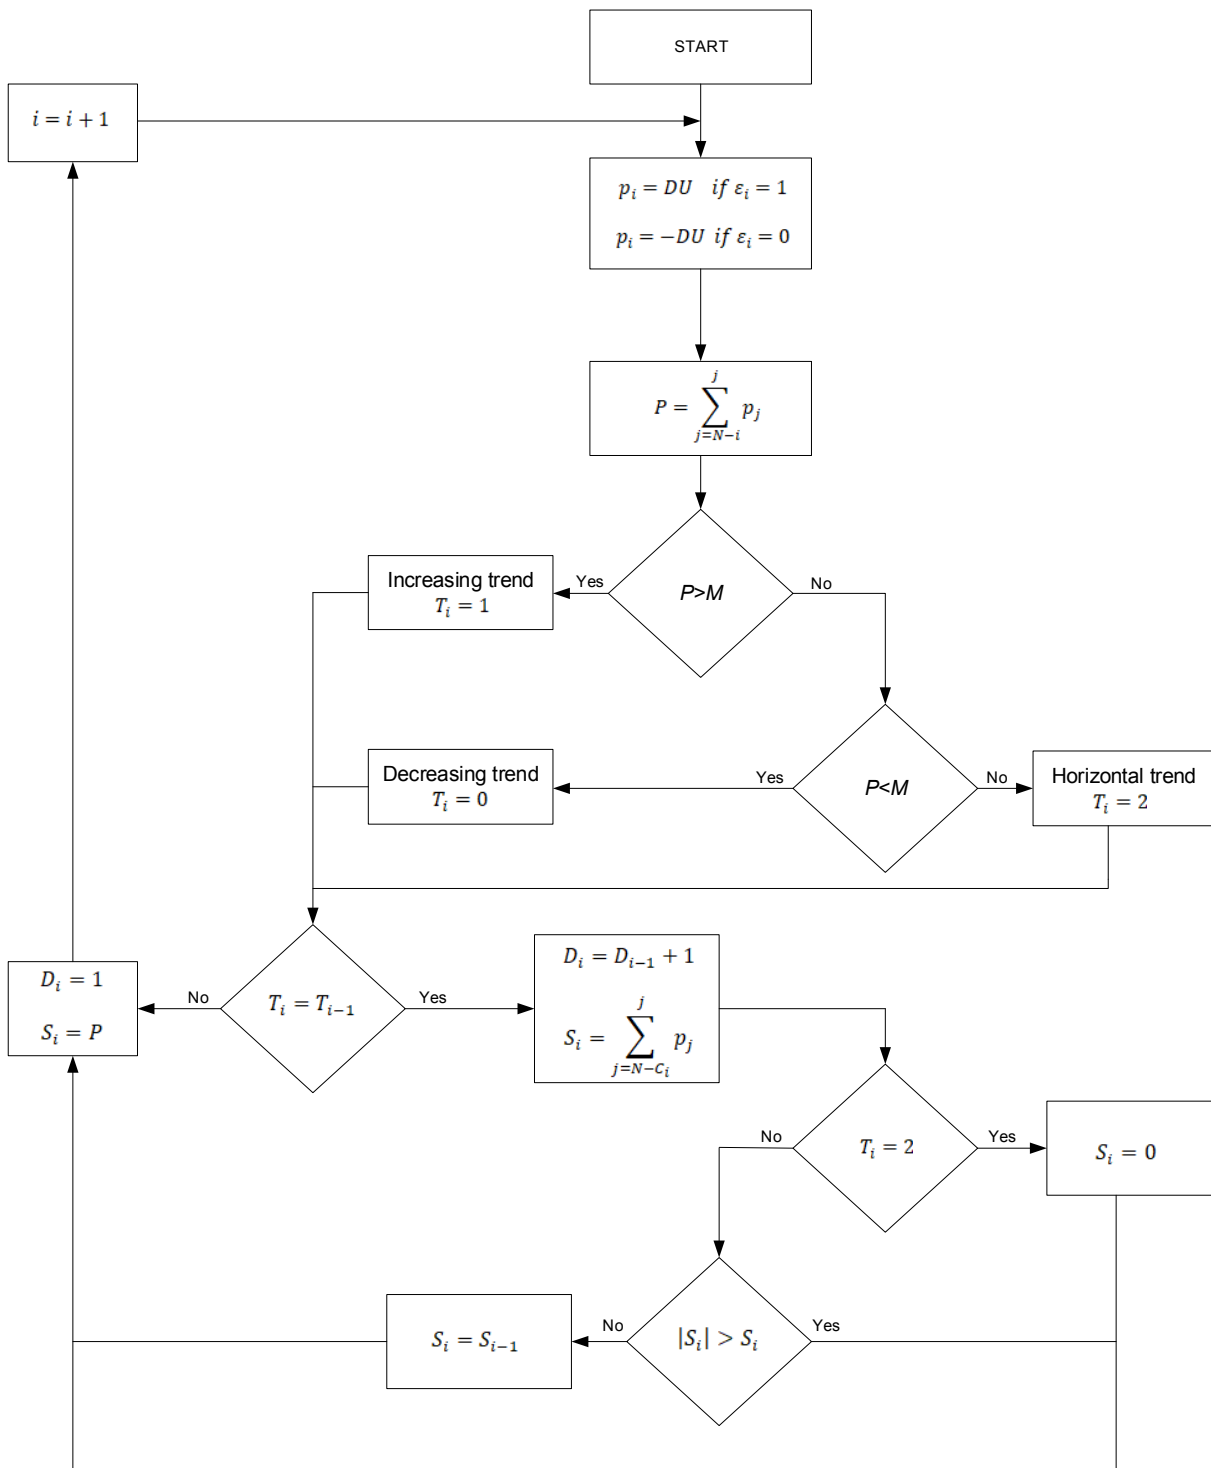 START
i = i + 1
p_i = DU if ε_i = 1
p_i = −DU if ε_i = 0
P = \sum_{j=N-i}^{j} p_j
P>M
Yes
No
Increasing trend
T_i = 1
P<M
Yes
No
Decreasing trend
T_i = 0
Horizontal trend
T_i = 2
T_i = T_{i-1}
No
Yes
D_i = 1
S_i = P
D_i = D_{i-1} + 1
S_i = \sum_{j=N-C_i}^{j} p_j
T_i = 2
No
Yes
S_i = 0
|S_i| > S_i
No
Yes
S_i = S_{i-1}